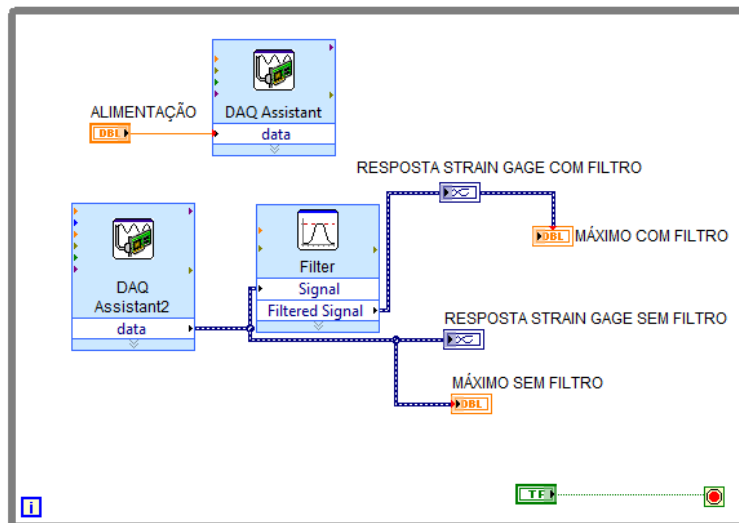 ALIMENTAÇÃO
DBL
DAQ Assistant
data
RESPOSTA STRAIN GAGE COM FILTRO
DBL
MÁXIMO COM FILTRO
DAQ
Assistant2
data
Filter
Signal
Filtered Signal
RESPOSTA STRAIN GAGE SEM FILTRO
MÁXIMO SEM FILTRO
DBL
i
TF